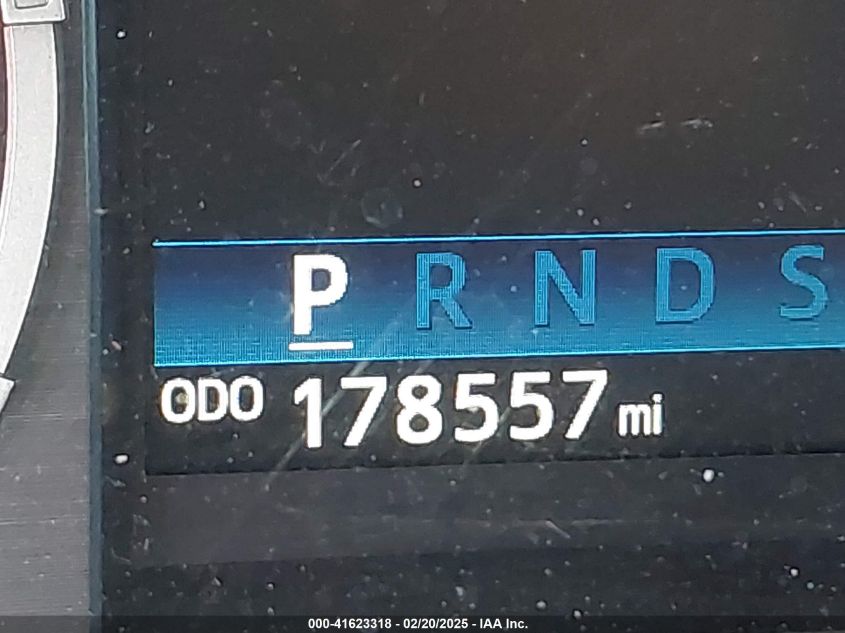 P R N D S
ODO 178557 mi
000-41623318 - 02/20/2025 - IAA Inc.